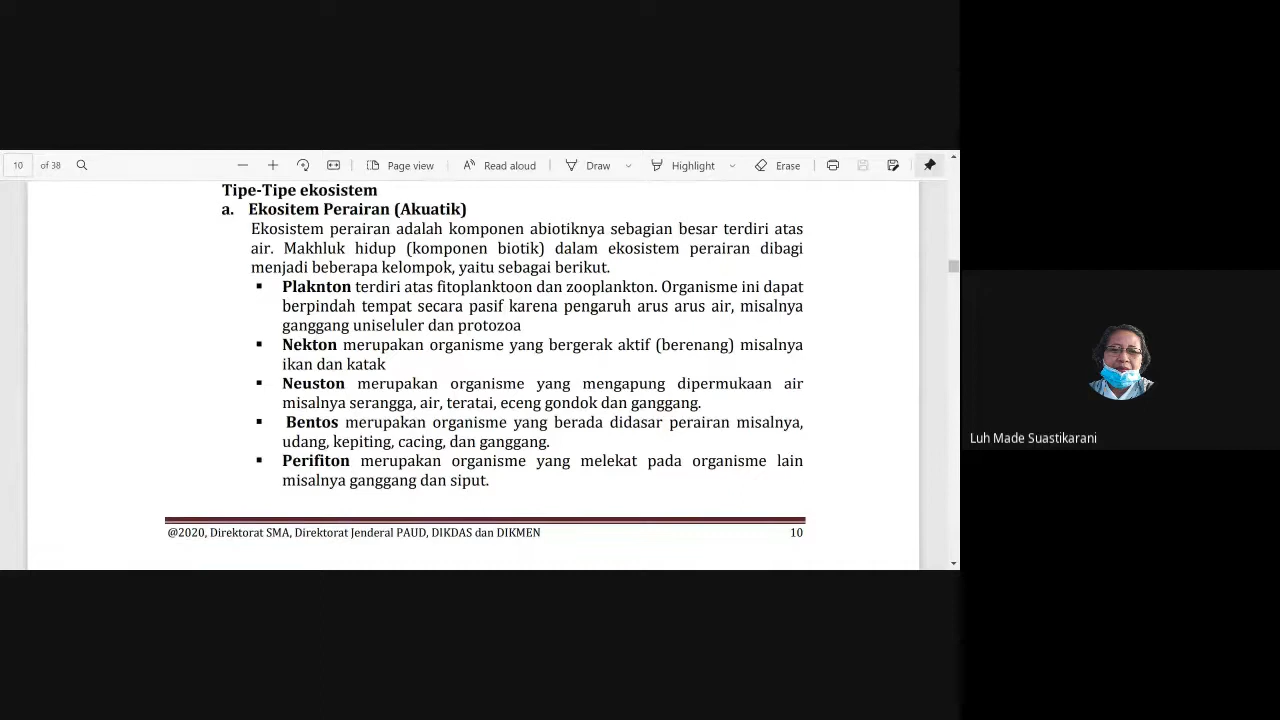 10 of 38 Page view Read aloud Draw Highlight Erase
Tipe-Tipe ekosistem
a. Ekositem Perairan (Akuatik)
Ekosistem perairan adalah komponen abiotiknya sebagian besar terdiri atas
air. Makhluk hidup (komponen biotik) dalam ekosistem perairan dibagi
menjadi beberapa kelompok, yaitu sebagai berikut.
▪ Plaknton terdiri atas fitoplanktoon dan zooplankton. Organisme ini dapat
berpindah tempat secara pasif karena pengaruh arus arus air, misalnya
ganggang uniseluler dan protozoa
▪ Nekton merupakan organisme yang bergerak aktif (berenang) misalnya
ikan dan katak
▪ Neuston merupakan organisme yang mengapung dipermukaan air
misalnya serangga, air, teratai, eceng gondok dan ganggang.
▪ Bentos merupakan organisme yang berada didasar perairan misalnya,
udang, kepiting, cacing, dan ganggang.
▪ Perifiton merupakan organisme yang melekat pada organisme lain
misalnya ganggang dan siput.
@2020, Direktorat SMA, Direktorat Jenderal PAUD, DIKDAS dan DIKMEN 10
Luh Made Suastikarani